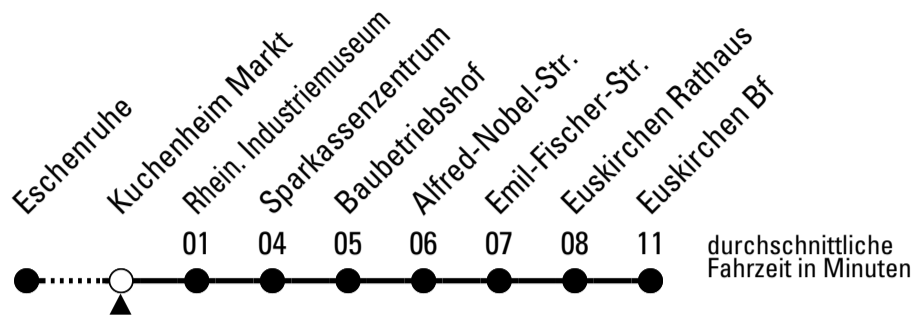 Eschenruhe
Kuchenheim Markt
Rhein. Industriemuseum
Sparkassenzentrum
Baubetriebshof
Alfred-Nobel-Str.
Emil-Fischer-Str.
Euskirchen Rathaus
Euskirchen Bf
01 04 05 06 07 08 11
durchschnittliche
Fahrzeit in Minuten